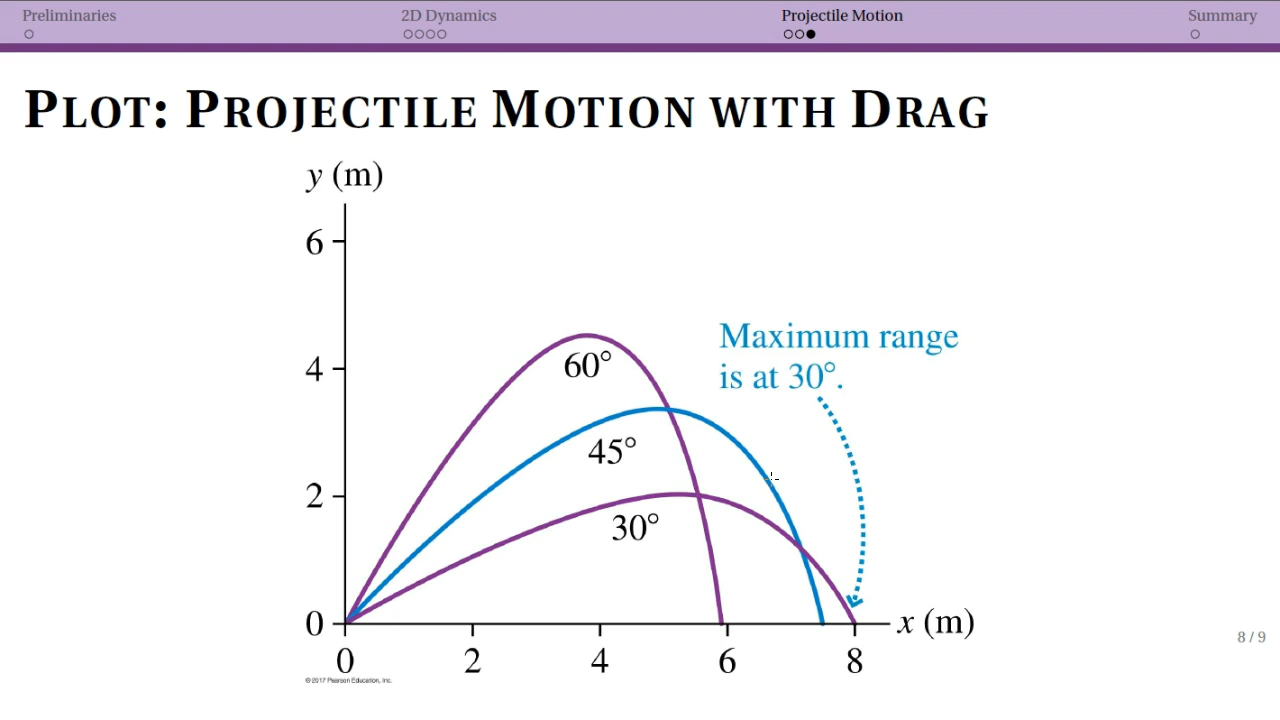 Preliminaries
2D Dynamics
Projectile Motion
Summary
PLOT: PROJECTILE MOTION WITH DRAG
y (m)
6
4
2
0
60°
45°
30°
Maximum range
is at 30°.
x (m)
0 2 4 6 8
© 2017 Pearson Education, Inc.
8 / 9